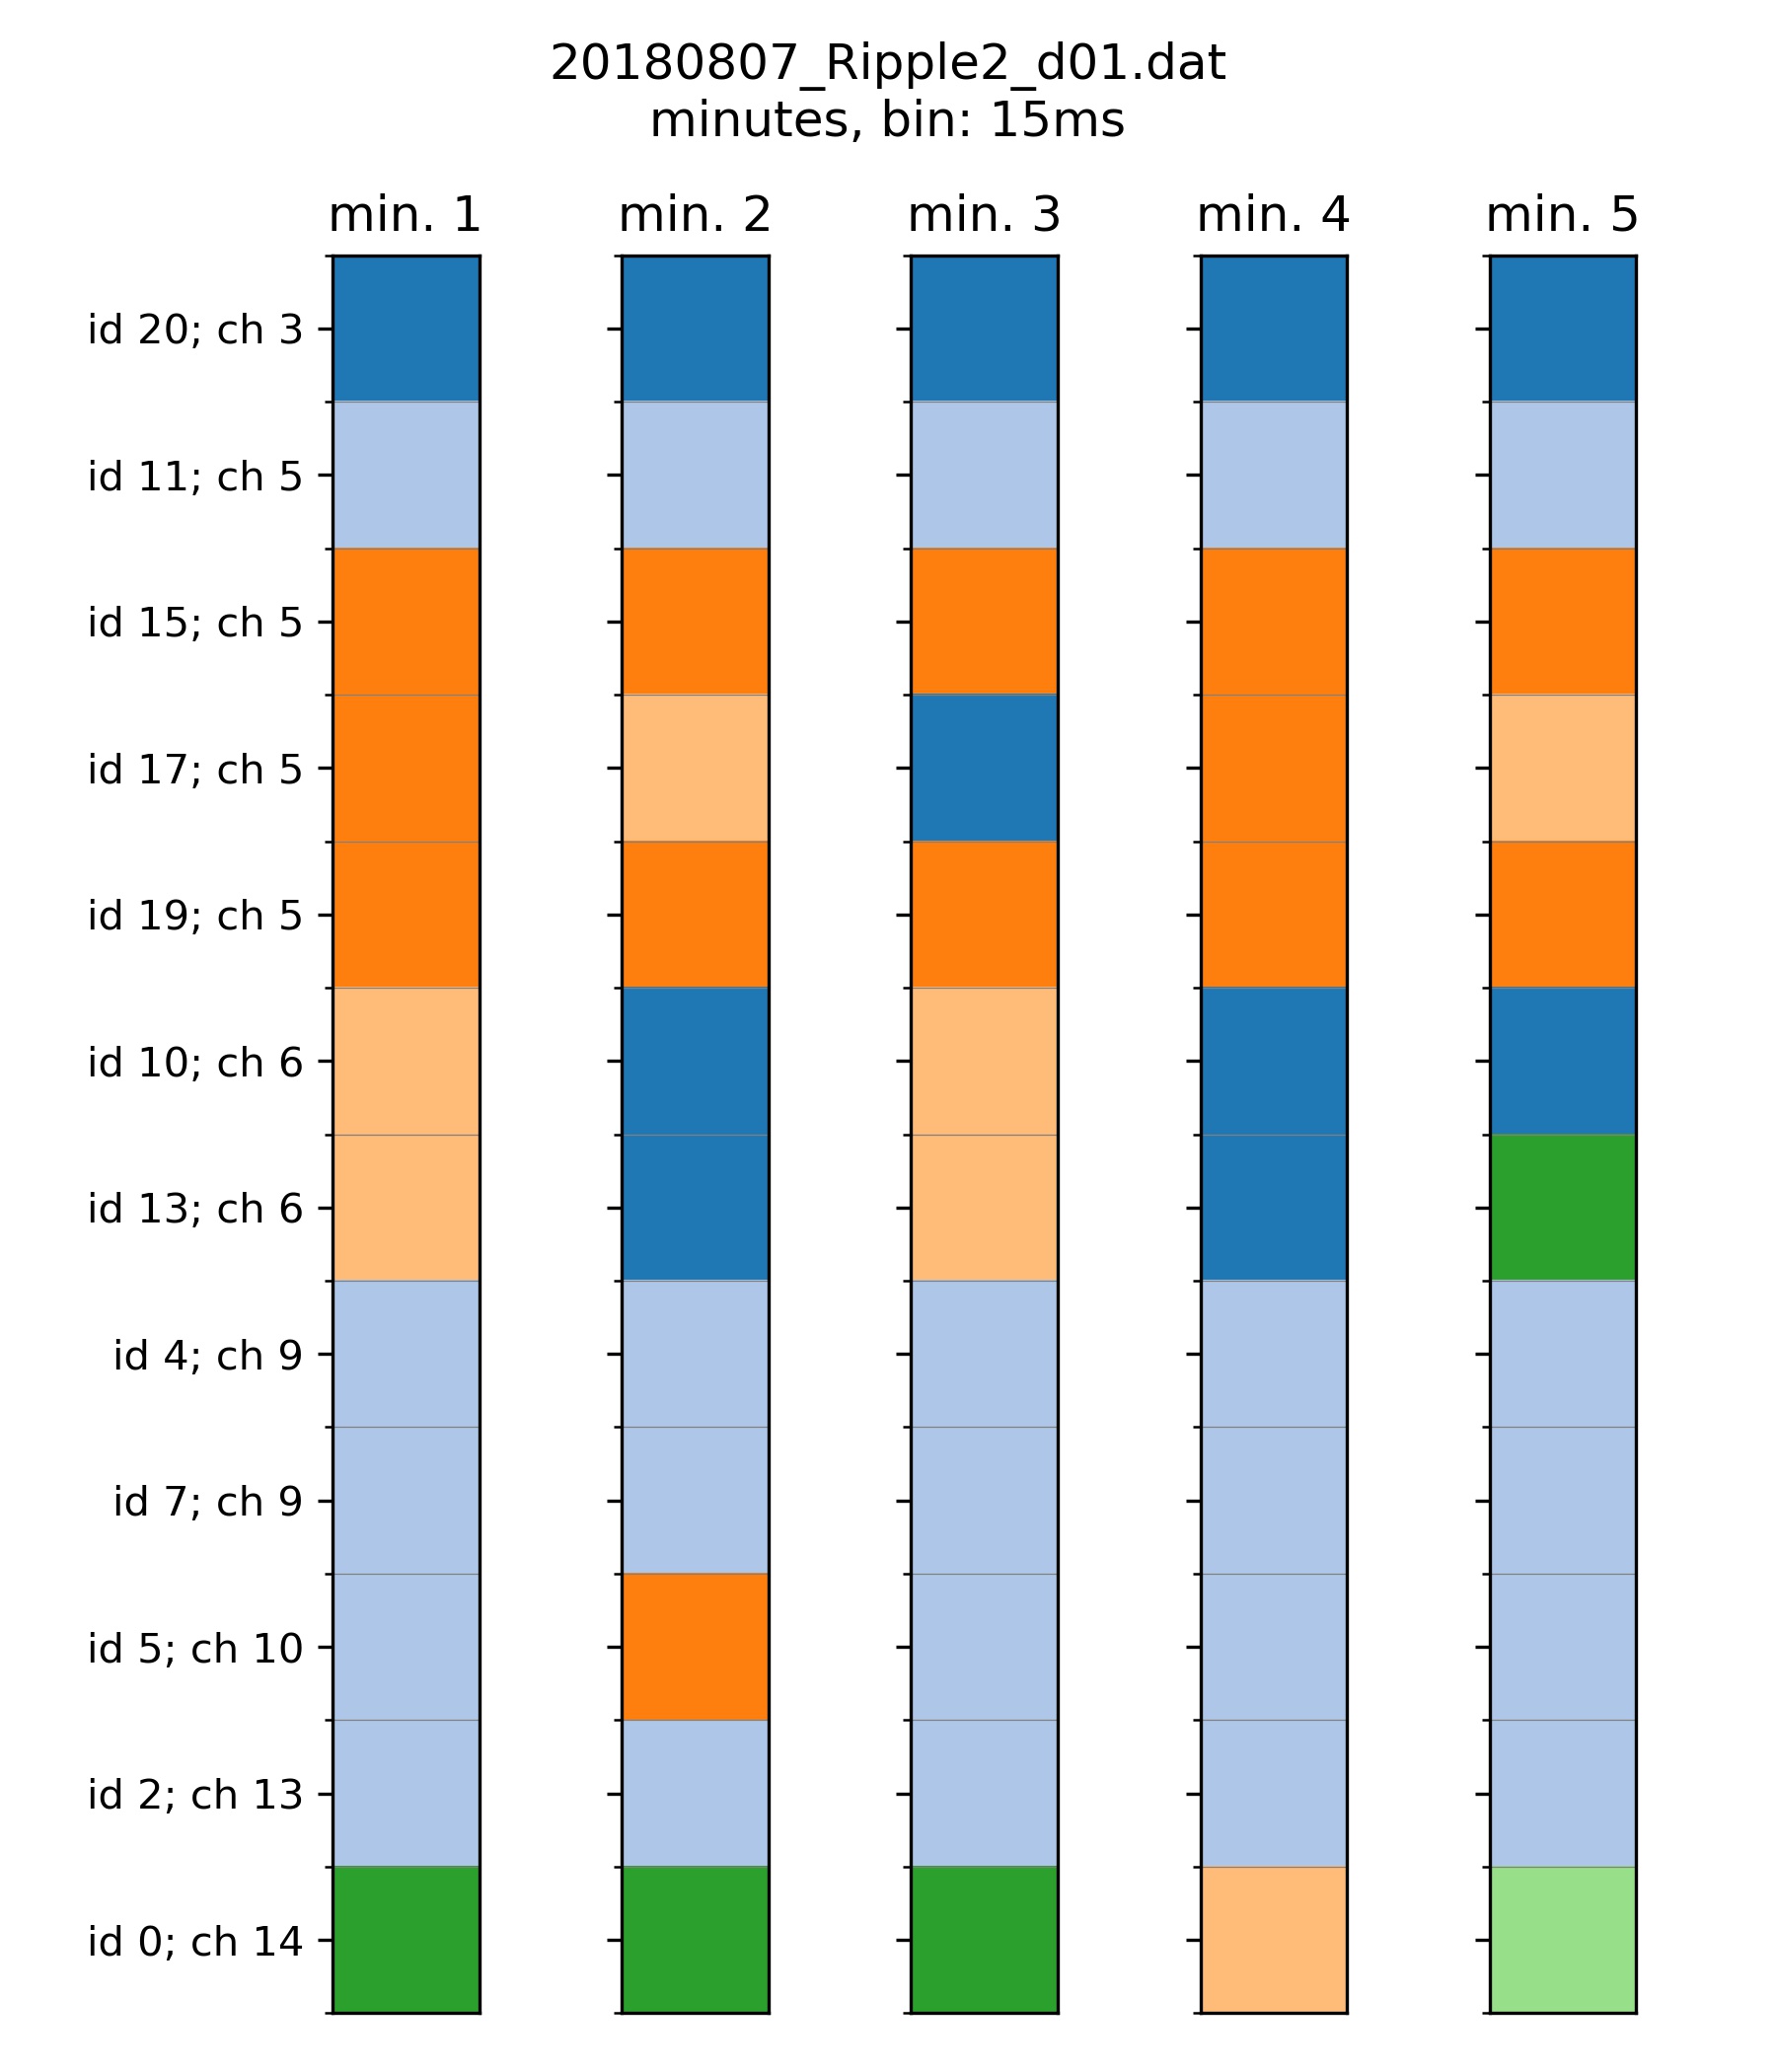 20180807_Ripple2_d01.dat
minutes, bin: 15ms
min. 1 min. 2 min. 3 min. 4 min. 5
id 20; ch 3
id 11; ch 5
id 15; ch 5
id 17; ch 5
id 19; ch 5
id 10; ch 6
id 13; ch 6
id 4; ch 9
id 7; ch 9
id 5; ch 10
id 2; ch 13
id 0; ch 14